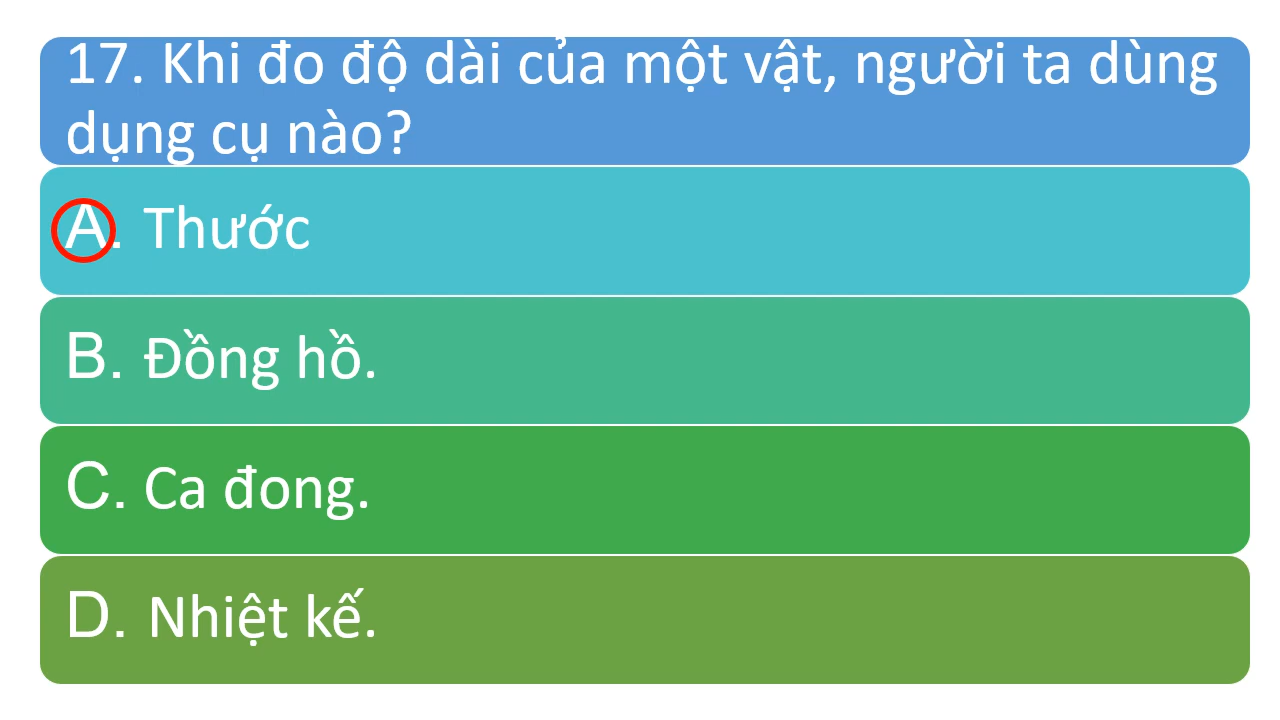 17. Khi đo độ dài của một vật, người ta dùng
dụng cụ nào?
A. Thước
B. Đồng hồ.
C. Ca đong.
D. Nhiệt kế.